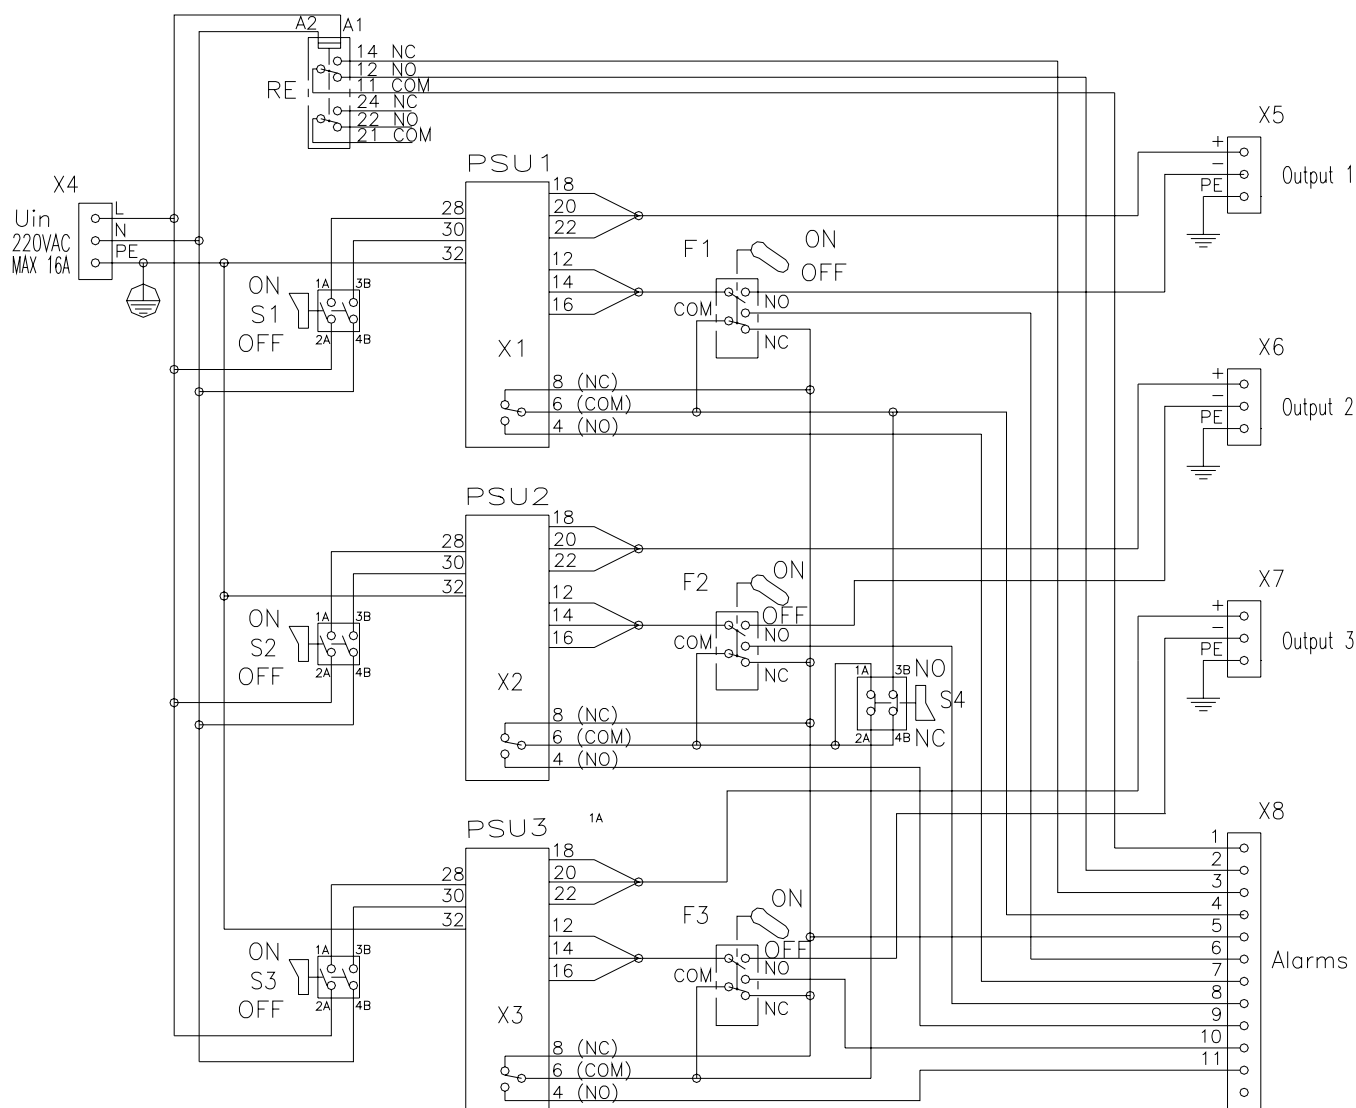 A2 A1
14 NC
12 NO
11 COM
RE
24 NC
22 NO
21 COM
X5
+
−
PE
Output 1
X4
Uin
220VAC
MAX 16A
L
N
PE
PSU1
28
30
32
18
20
22
12
14
16
X1
8 (NC)
6 (COM)
4 (NO)
ON
S1
OFF
1A 3B
2A 4B
F1
ON
OFF
COM
NO
NC
X6
+
−
PE
Output 2
PSU2
28
30
32
18
20
22
12
14
16
X2
8 (NC)
6 (COM)
4 (NO)
ON
S2
OFF
1A 3B
2A 4B
F2
ON
OFF
COM
NO
NC
1A 3B NO
S4
2A 4B NC
X7
+
−
PE
Output 3
PSU3
1A
28
30
32
18
20
22
12
14
16
X3
8 (NC)
6 (COM)
4 (NO)
ON
S3
OFF
1A 3B
2A 4B
F3
ON
OFF
COM
NO
NC
X8
1
2
3
4
5
6
7
8
9
10
11
Alarms